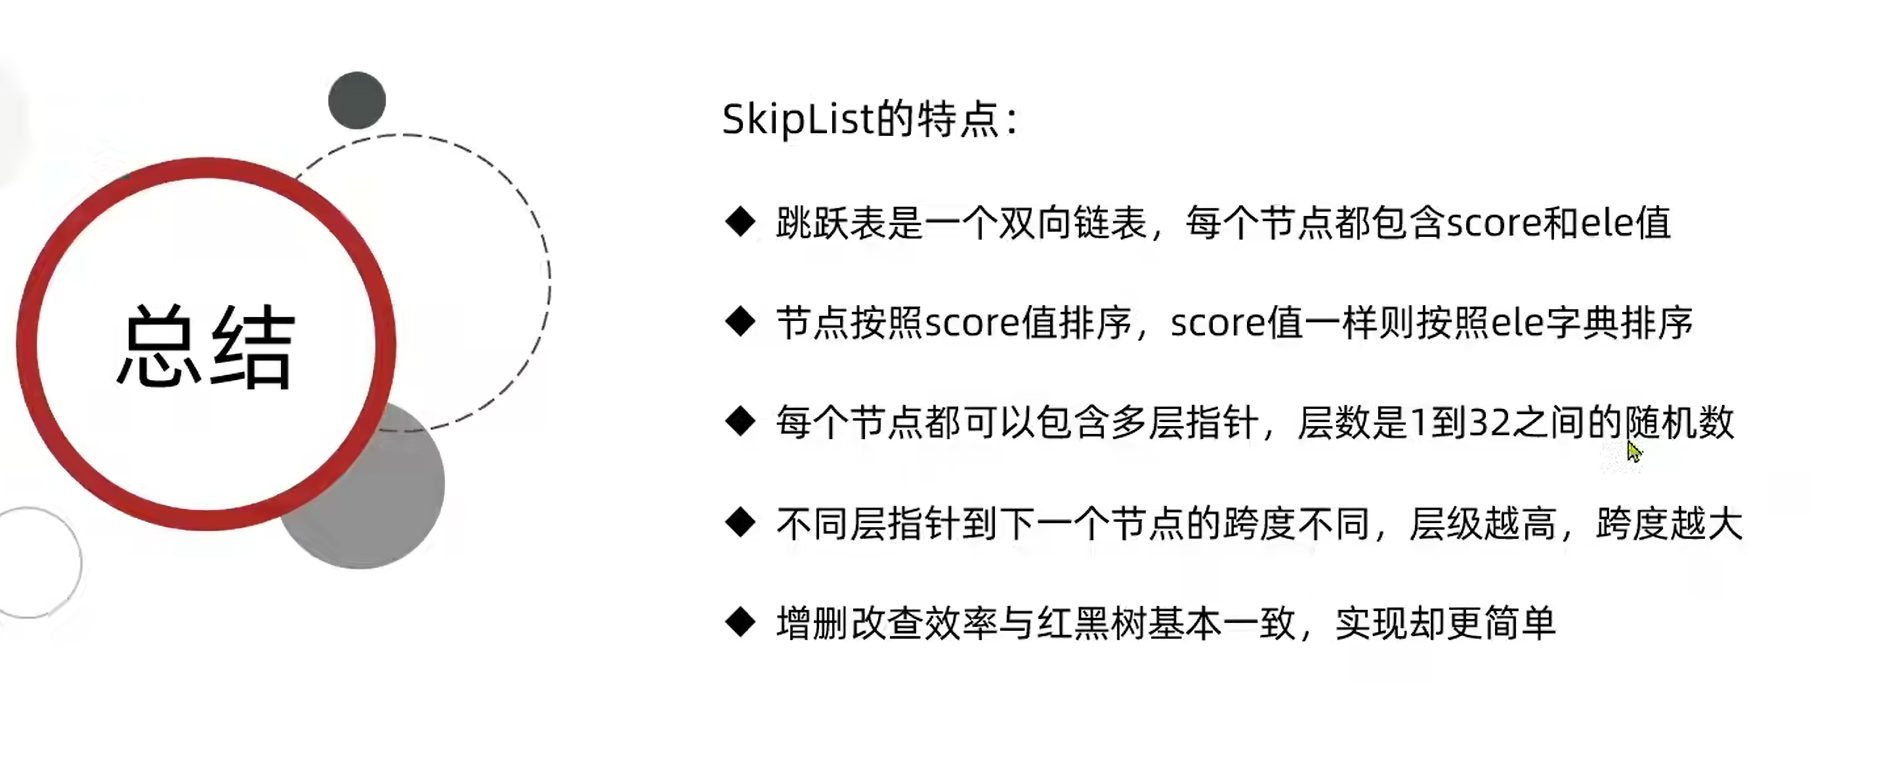 总结
SkipList的特点：
◆ 跳跃表是一个双向链表，每个节点都包含score和ele值
◆ 节点按照score值排序，score值一样则按照ele字典排序
◆ 每个节点都可以包含多层指针，层数是1到32之间的随机数
◆ 不同层指针到下一个节点的跨度不同，层级越高，跨度越大
◆ 增删改查效率与红黑树基本一致，实现却更简单